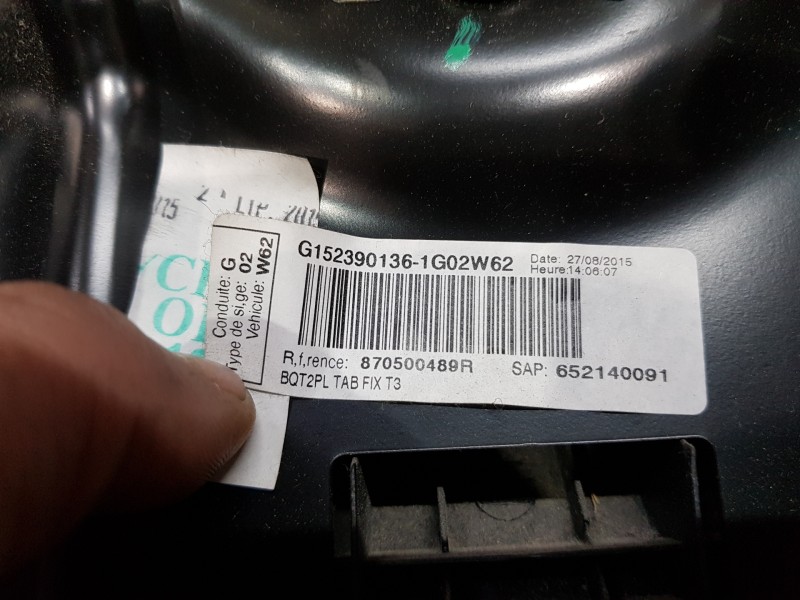 G152390136-1G02W62
Date: 27/08/2015
Heure:14:06:07
R,f,rence: 870500489R SAP: 652140091
BQT2PL TAB FIX T3
Conduite: G
Type de si.ge: 02
Vehicule: W62